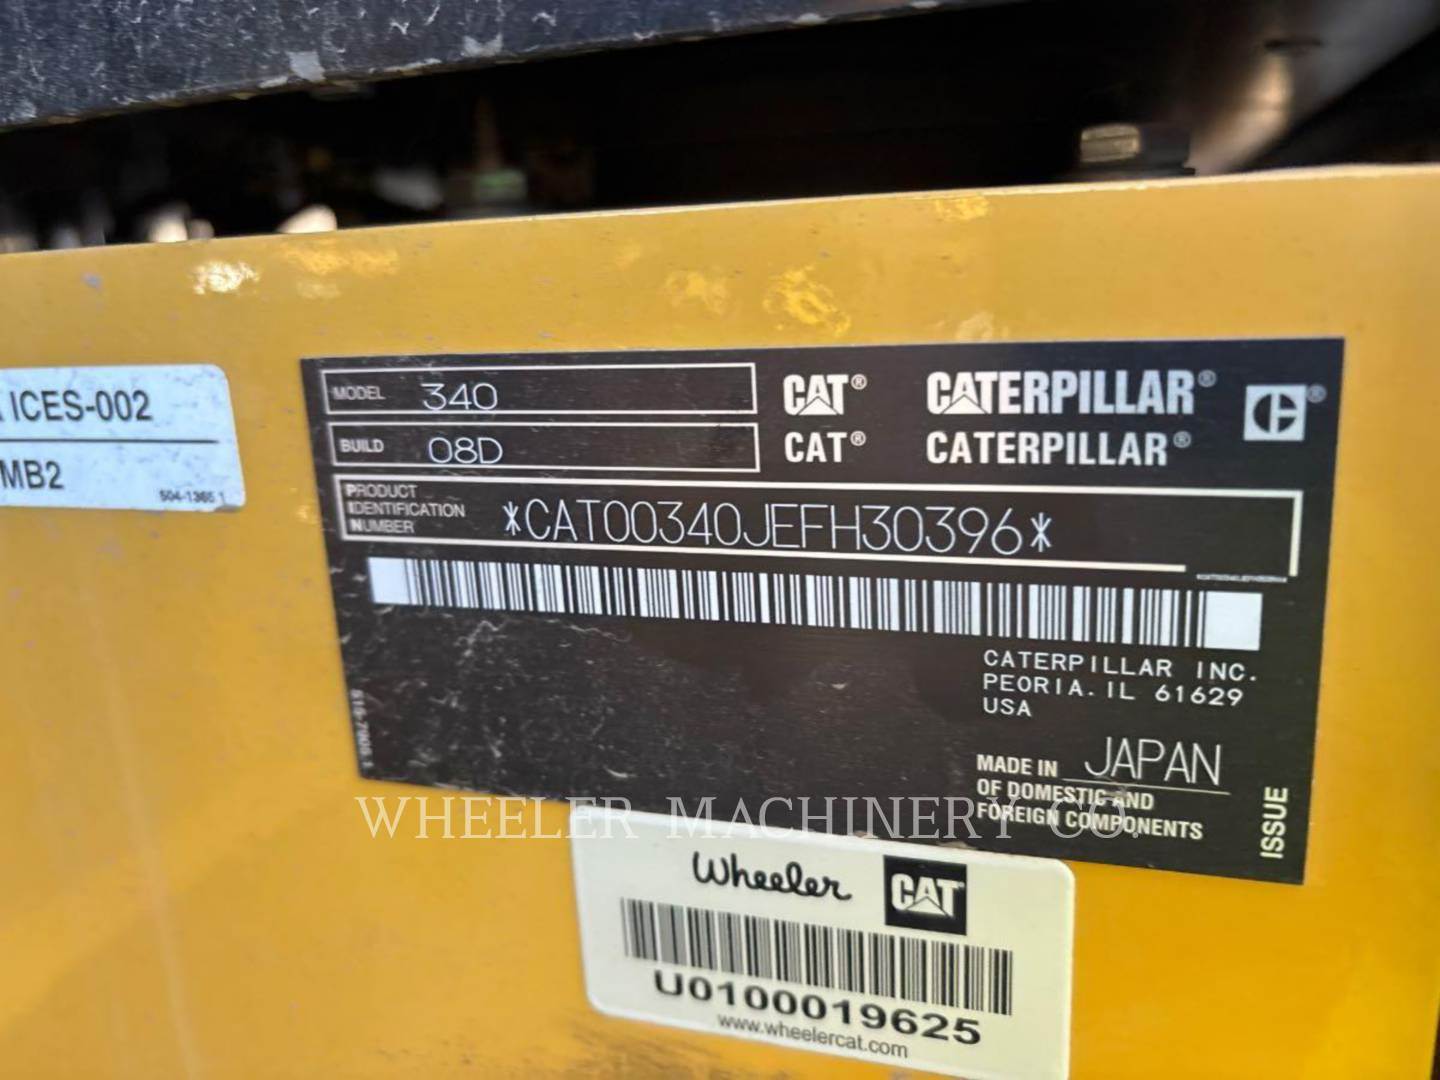 ICES-002
MB2
504-1365 1
MODEL 340
BUILD 08D
CAT® CATERPILLAR® ®
CAT® CATERPILLAR®
PRODUCT
IDENTIFICATION
NUMBER
*CAT00340JEFH30396*
CATERPILLAR INC.
PEORIA. IL 61629
USA
MADE IN JAPAN
OF DOMESTIC AND
FOREIGN COMPONENTS
ISSUE
WHEELER MACHINERY CO.
Wheeler CAT
U0100019625
www.wheelercat.com